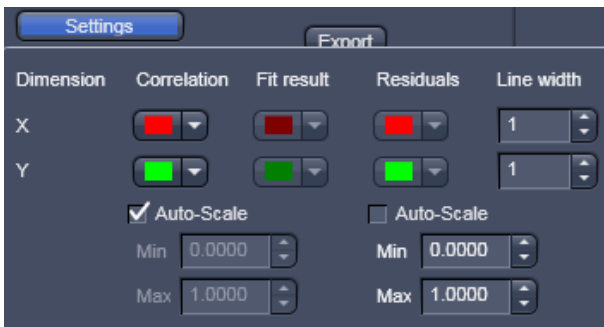 Settings
Export
Dimension Correlation Fit result Residuals Line width
X 1
Y 1
Auto-Scale Auto-Scale
Min 0.0000 Min 0.0000
Max 1.0000 Max 1.0000